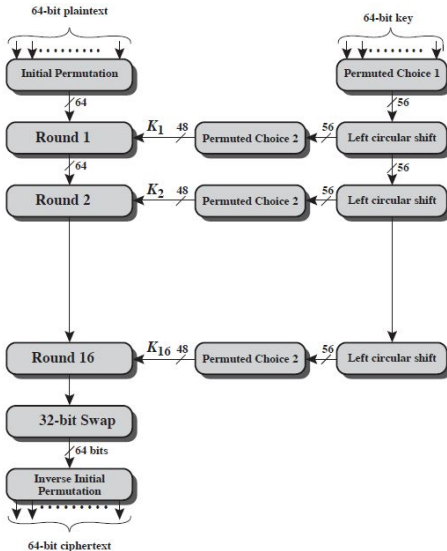 64-bit plaintext
64-bit key
Initial Permutation
Permuted Choice 1
64
56
Round 1
K1
48
Permuted Choice 2
56
Left circular shift
64
56
Round 2
K2
48
Permuted Choice 2
56
Left circular shift
Round 16
K16
48
Permuted Choice 2
56
Left circular shift
32-bit Swap
64 bits
Inverse Initial
Permutation
64-bit ciphertext